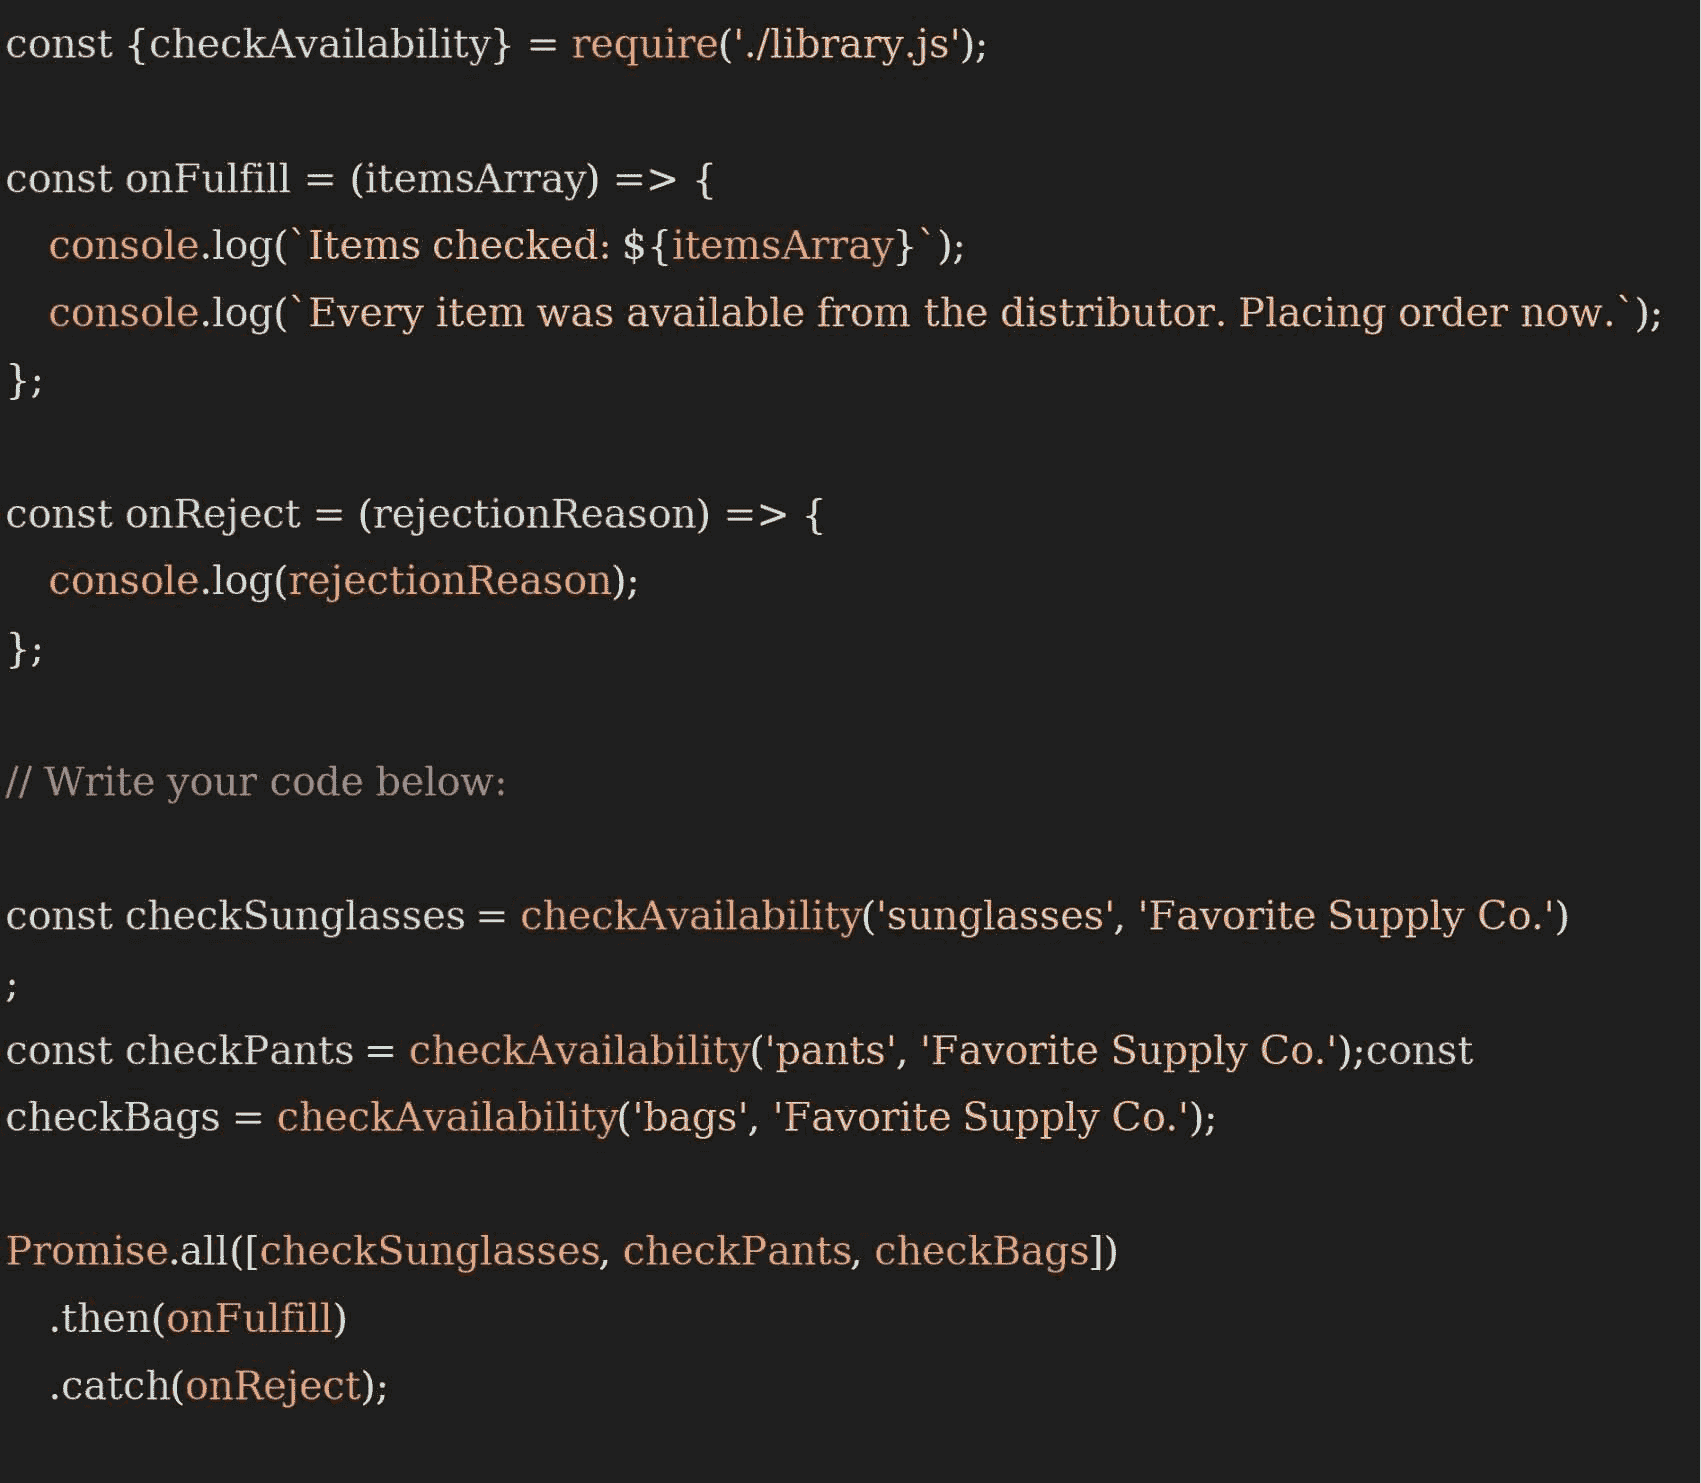 const {checkAvailability} = require('./library.js');
const onFulfill = (itemsArray) => {
console.log(`Items checked: ${itemsArray}`);
console.log(`Every item was available from the distributor. Placing order now.`);
};
const onReject = (rejectionReason) => {
console.log(rejectionReason);
};
// Write your code below:
const checkSunglasses = checkAvailability('sunglasses', 'Favorite Supply Co.')
;
const checkPants = checkAvailability('pants', 'Favorite Supply Co.');const
checkBags = checkAvailability('bags', 'Favorite Supply Co.');
Promise.all([checkSunglasses, checkPants, checkBags])
.then(onFulfill)
.catch(onReject);